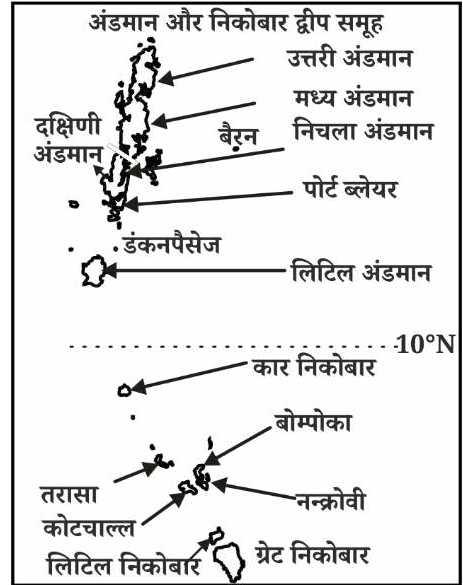 अंडमान और निकोबार द्वीप समूह
उत्तरी अंडमान
मध्य अंडमान
दक्षिणी
अंडमान
बैरन
निचला अंडमान
पोर्ट ब्लेयर
डंकनपैसेज
लिटिल अंडमान
10°N
कार निकोबार
बोम्पोका
तरासा
नन्क्रोवी
कोटचाल्ल
लिटिल निकोबार
ग्रेट निकोबार